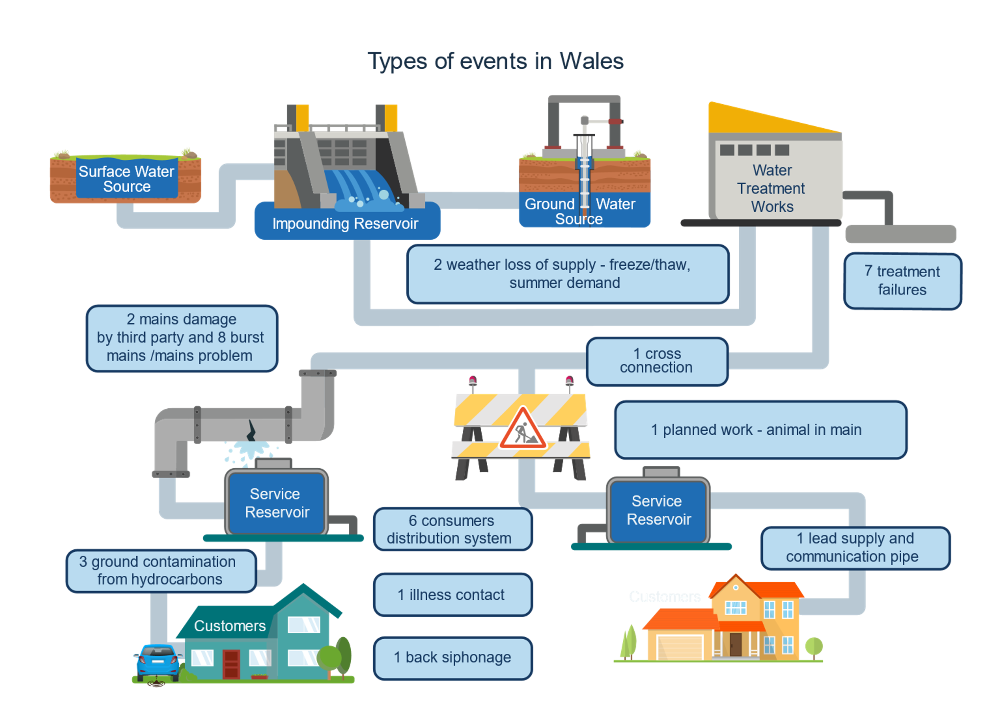 Types of events in Wales
Surface Water
Source
Impounding Reservoir
Ground Water
Source
Water
Treatment
Works
2 weather loss of supply - freeze/thaw,
summer demand
7 treatment
failures
2 mains damage
by third party and 8 burst
mains /mains problem
1 cross
connection
1 planned work - animal in main
Service
Reservoir
Service
Reservoir
6 consumers
distribution system
1 lead supply and
communication pipe
3 ground contamination
from hydrocarbons
1 illness contact
Customers
Customers
1 back siphonage